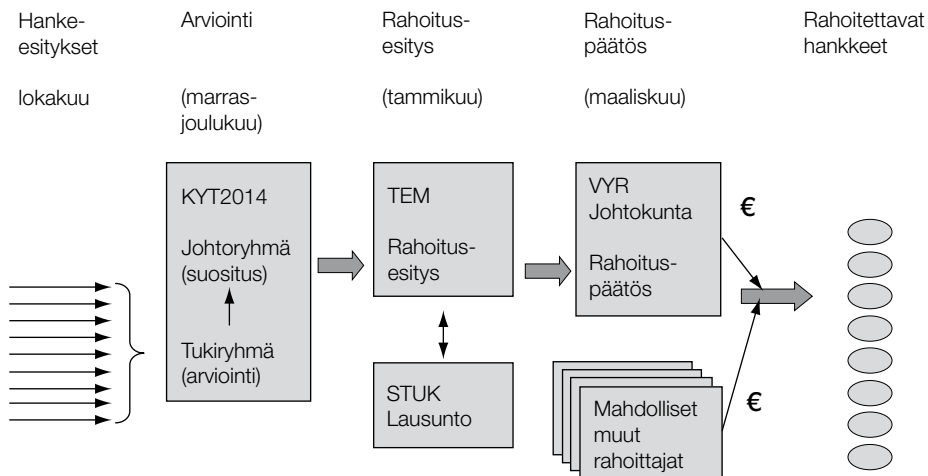 Hanke-
esitykset
lokakuu
Arviointi
(marras-
joulukuu)
Rahoitus-
esitys
(tammikuu)
Rahoitus-
päätös
(maaliskuu)
Rahoitettavat
hankkeet
KYT2014
Johtoryhmä
(suositus)
Tukiryhmä
(arviointi)
TEM
Rahoitus-
esitys
STUK
Lausunto
VYR
Johtokunta
Rahoitus-
päätös
€
Mahdolliset
muut
rahoittajat
€